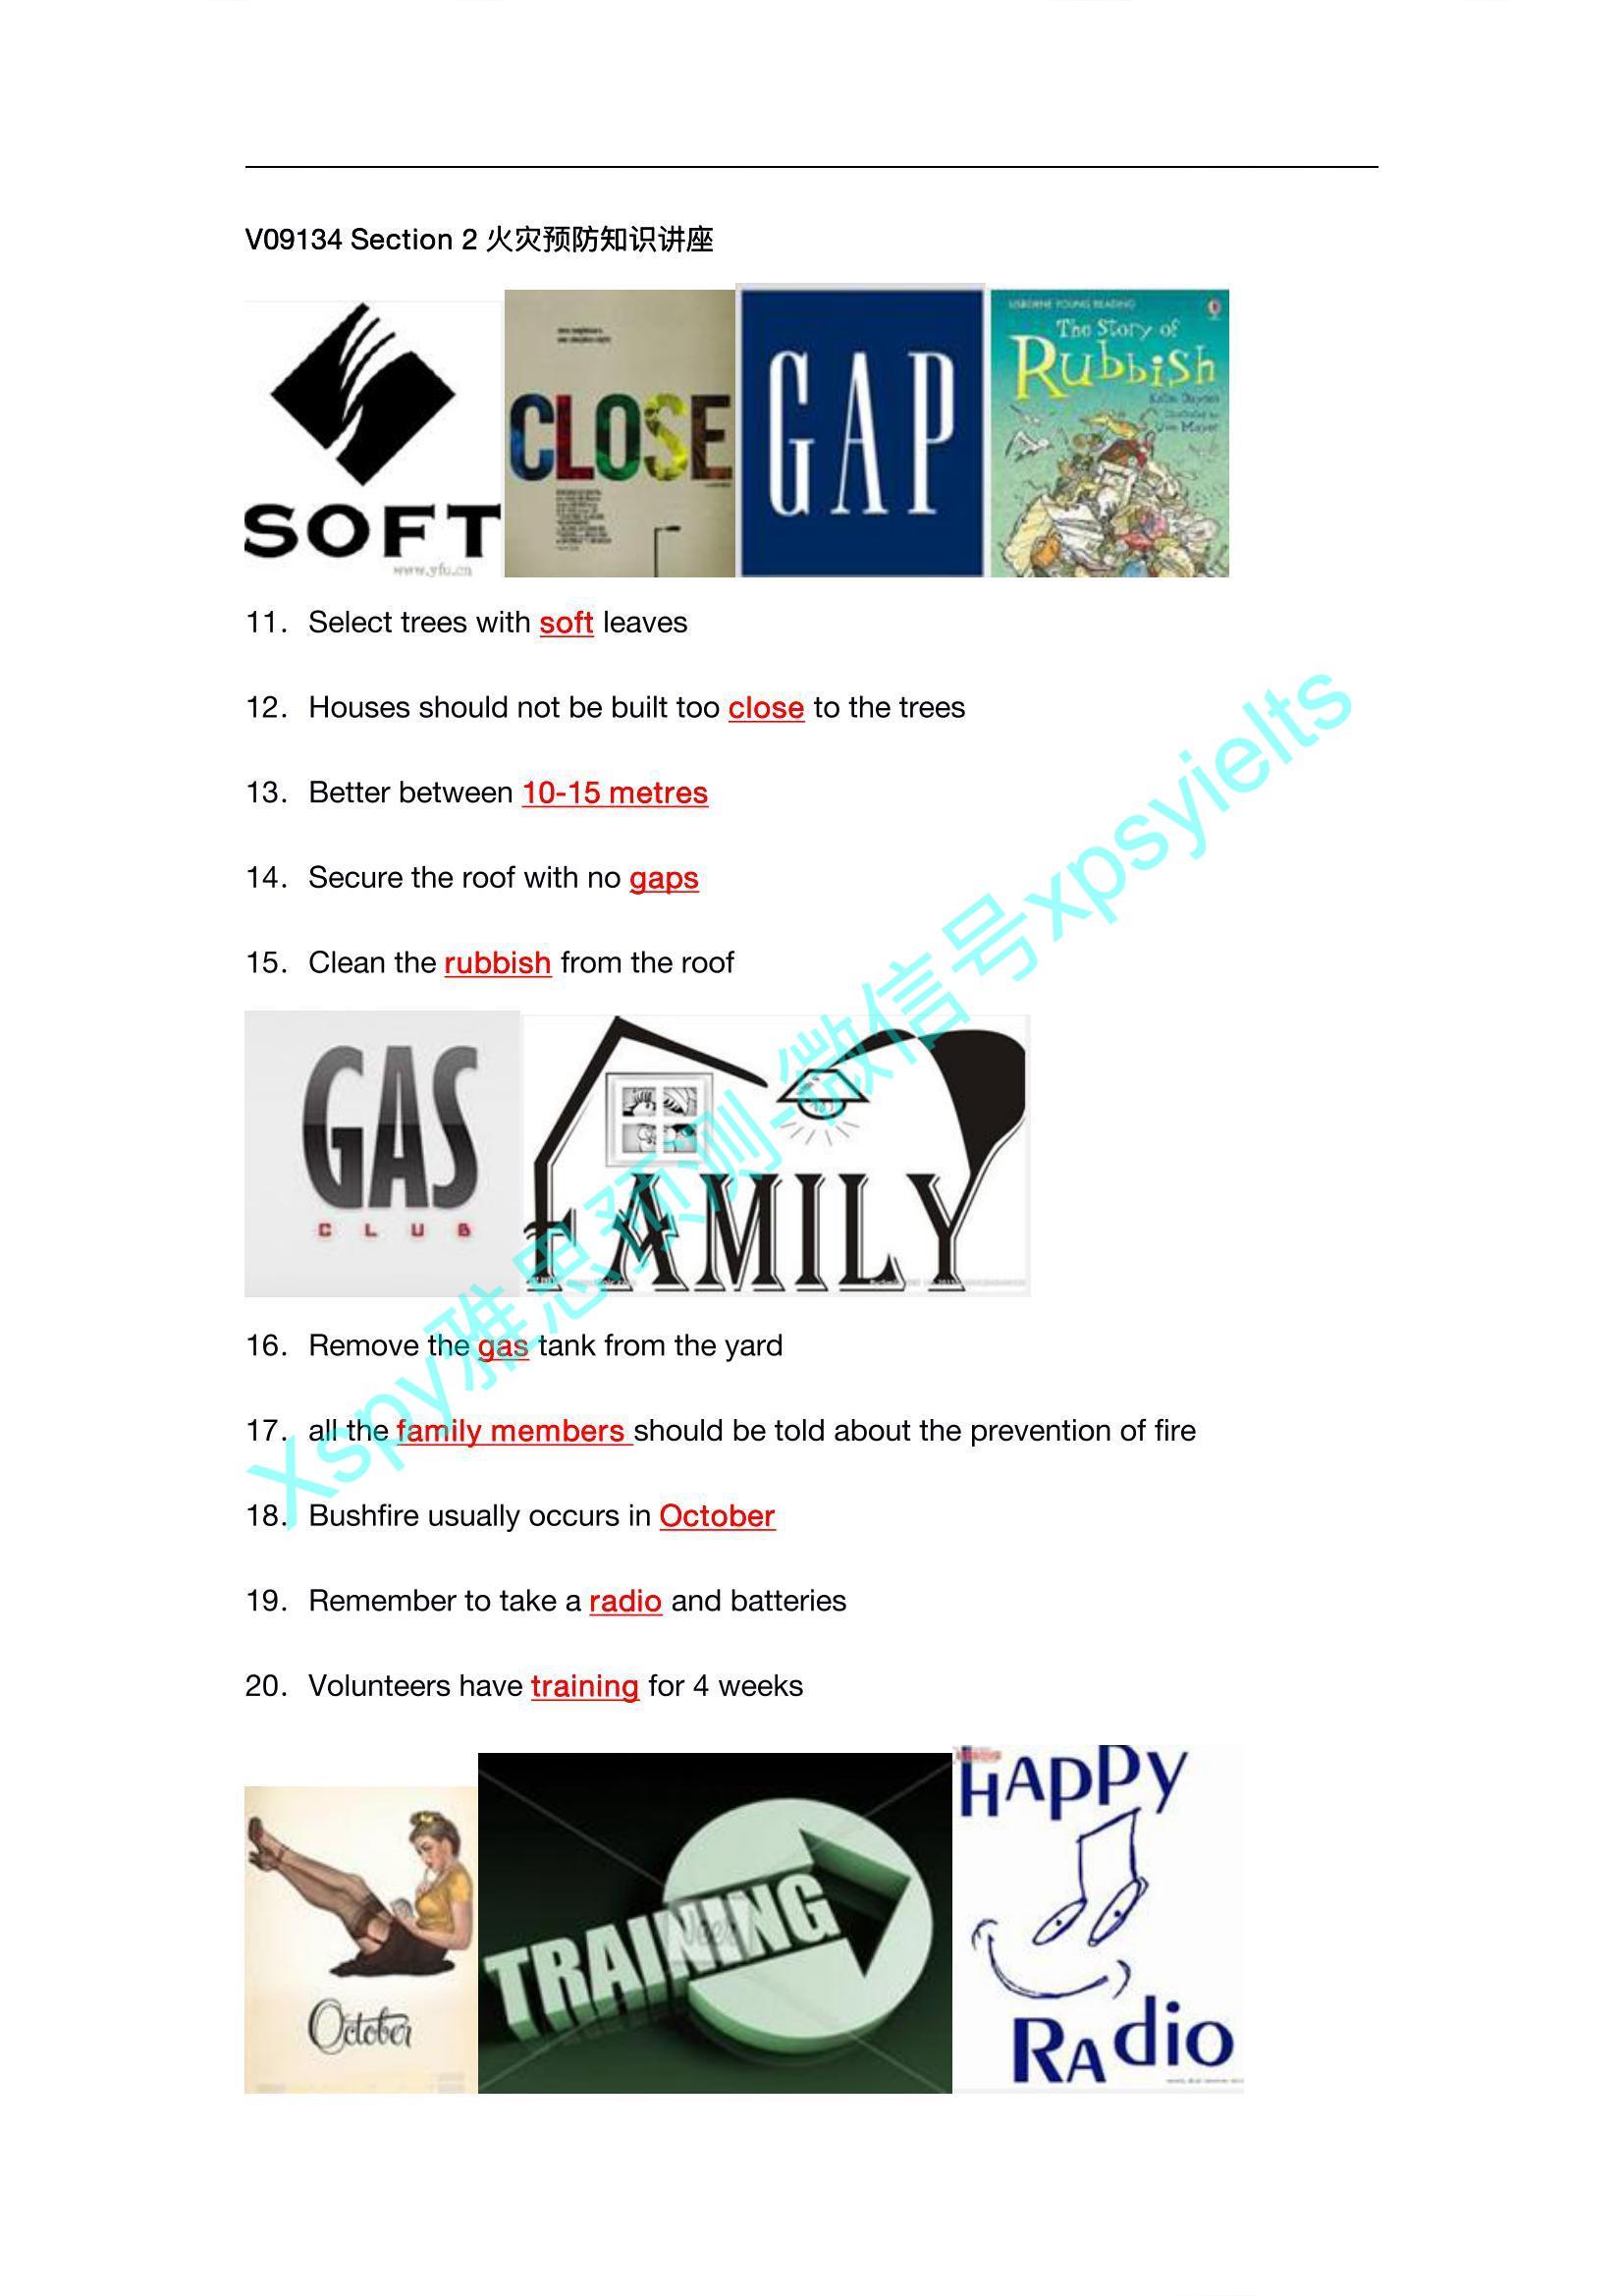 V09134 Section 2 火灾预防知识讲座
SOFT
www.yfu.cn
CLOSE
GAP
USBORNE YOUNG READING
The Story of
Rubbish
11. Select trees with soft leaves
12. Houses should not be built too close to the trees
13. Better between 10-15 metres
14. Secure the roof with no gaps
15. Clean the rubbish from the roof
GAS
CLUB
FAMILY
16. Remove the gas tank from the yard
17. all the family members should be told about the prevention of fire
18. Bushfire usually occurs in October
19. Remember to take a radio and batteries
20. Volunteers have training for 4 weeks
October
TRAINING
HAPPY
RAdio
Xspy雅思预测-微信号xpsyielts